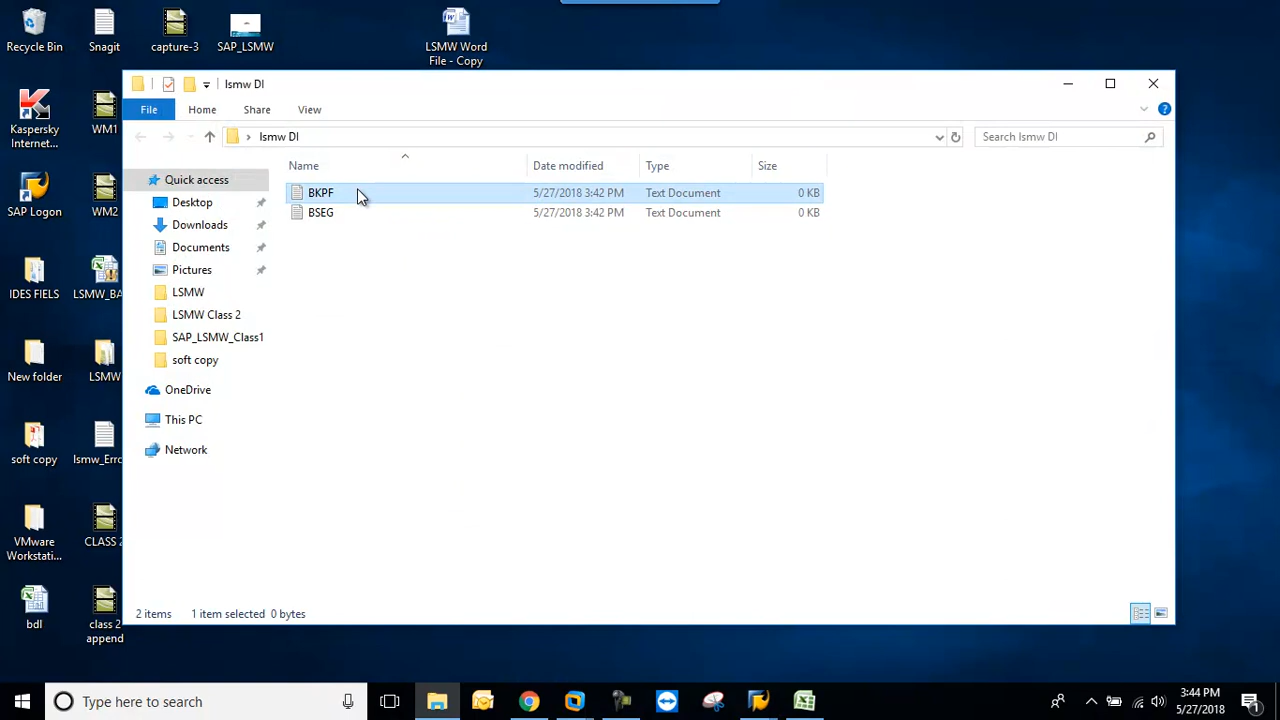 Recycle Bin
Snagit
capture-3
SAP_LSMW
LSMW Word
File - Copy
lsmw DI
File
Home
Share
View
lsmw DI
Search lsmw DI
Name
Date modified
Type
Size
BKPF
5/27/2018 3:42 PM
Text Document
0 KB
BSEG
5/27/2018 3:42 PM
Text Document
0 KB
Quick access
Desktop
Downloads
Documents
Pictures
LSMW
LSMW Class 2
SAP_LSMW_Class1
soft copy
OneDrive
This PC
Network
Kaspersky
Internet...
WM1
SAP Logon
WM2
IDES FIELS
LSMW_BA
New folder
LSMW
soft copy
lsmw_Erro
VMware
Workstati...
CLASS 2
bdl
class 2
append
2 items
1 item selected 0 bytes
Type here to search
3:44 PM
5/27/2018
1